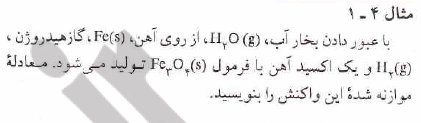 مثال ۴ ـ ۱
با عبور دادن بخار آب، H۲O (g)، از روی آهن، Fe(s)، گاز هیدروژن،
H۲(g) و یک اکسید آهن با فرمول Fe۳O۴(s) تولید می‌شود. معادلهٔ
موازنه شدهٔ این واکنش را بنویسید.